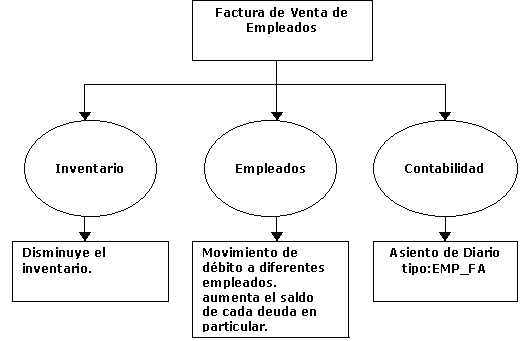 Factura de Venta de
Empleados
Inventario
Empleados
Contabilidad
Disminuye el
inventario.
Movimiento de
débito a diferentes
empleados.
aumenta el saldo
de cada deuda en
particular.
Asiento de Diario
tipo:EMP_FA